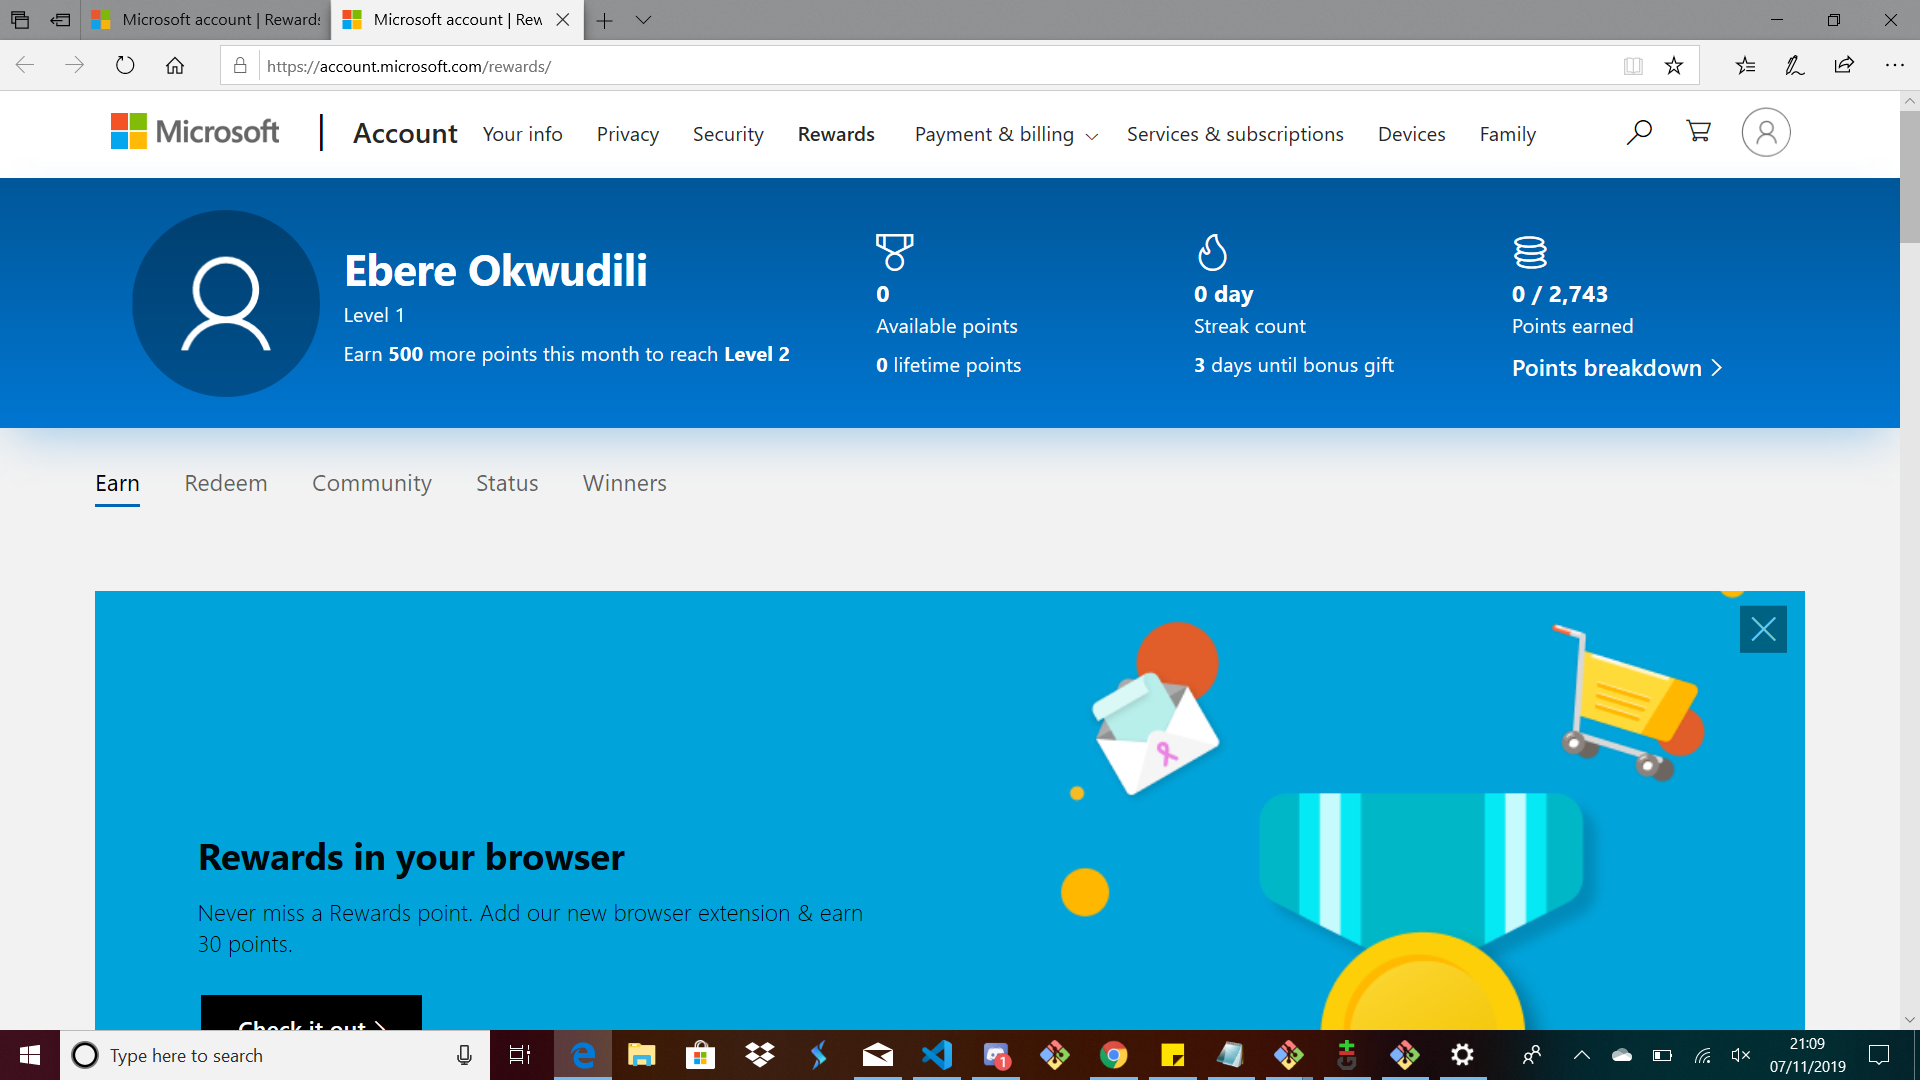 Microsoft account | Rewards
Microsoft account | Rew
https://account.microsoft.com/rewards/
Microsoft
Account
Your info
Privacy
Security
Rewards
Payment & billing
Services & subscriptions
Devices
Family
Ebere Okwudili
Level 1
Earn 500 more points this month to reach Level 2
0
Available points
0 lifetime points
0 day
Streak count
3 days until bonus gift
0 / 2,743
Points earned
Points breakdown
Earn
Redeem
Community
Status
Winners
Rewards in your browser
Never miss a Rewards point. Add our new browser extension & earn
30 points.
Check it out
Type here to search
1
21:09
07/11/2019